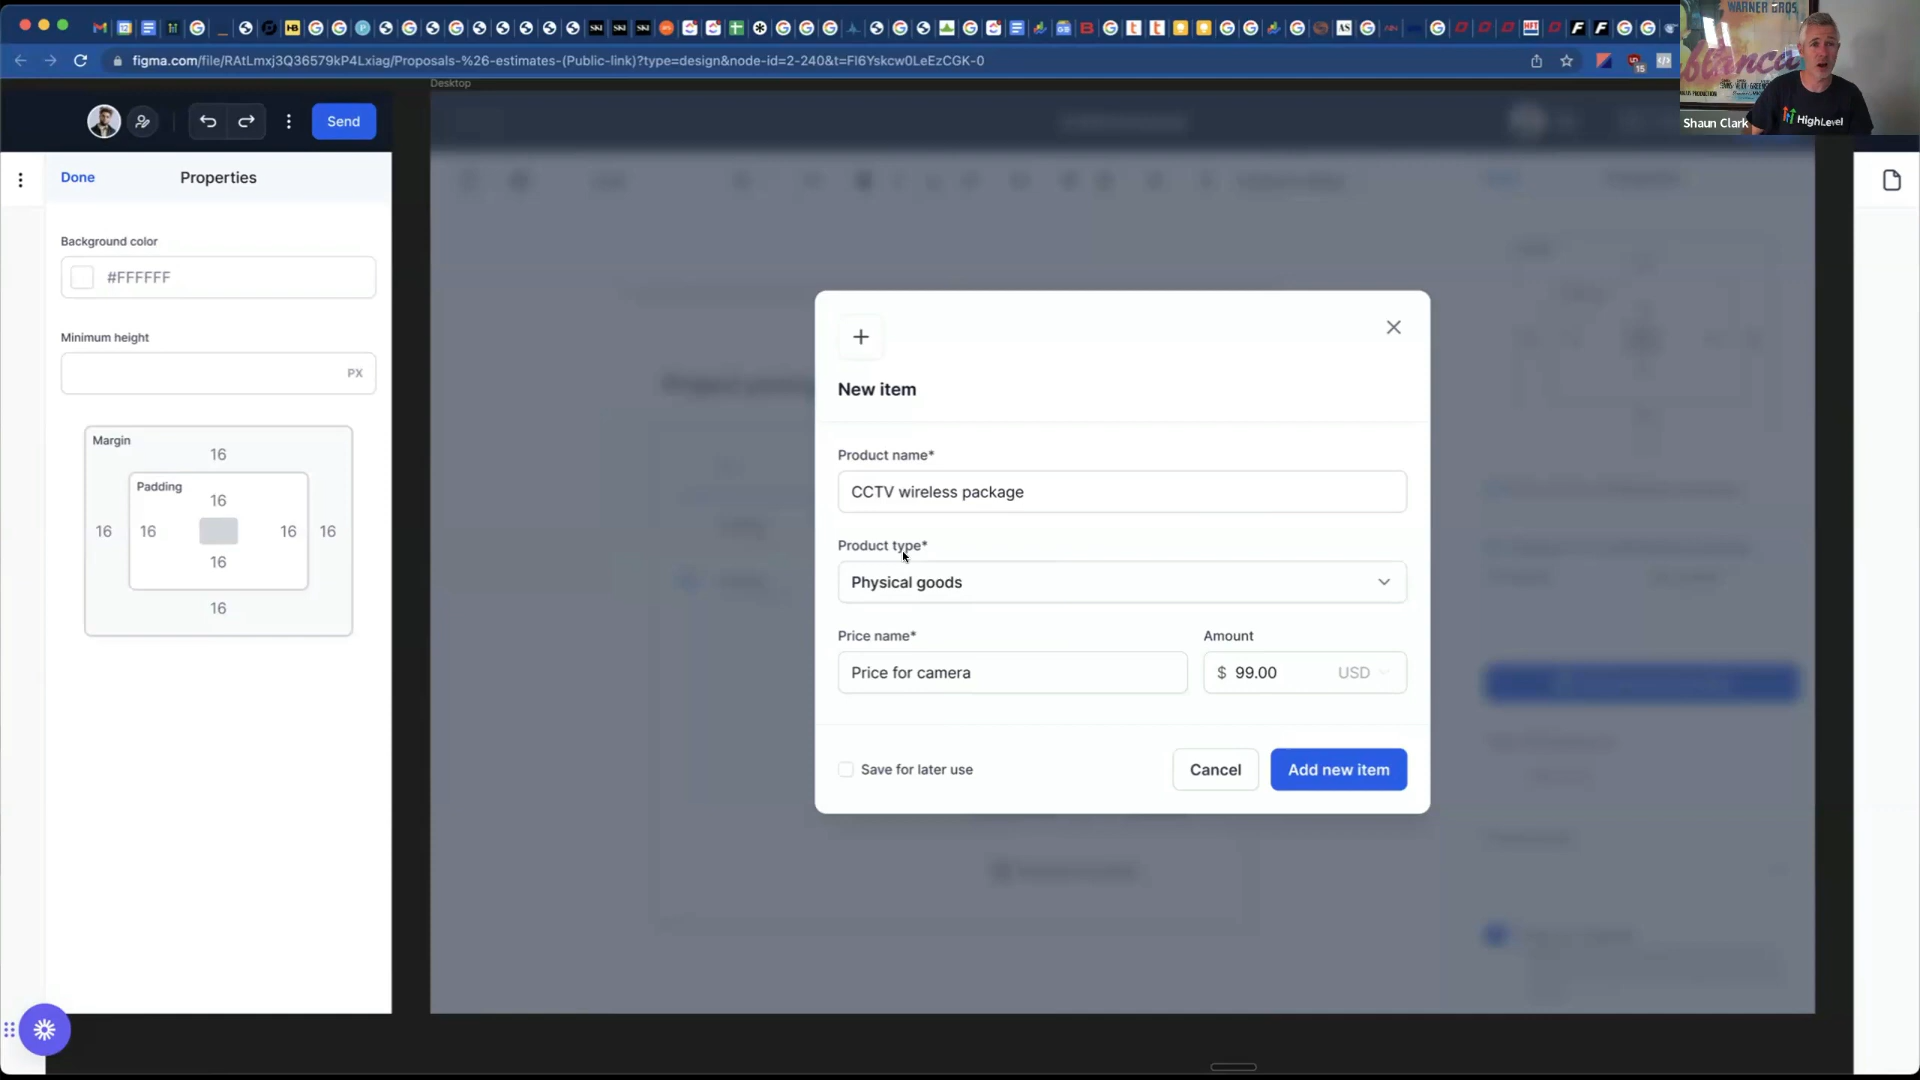 figma.com/file/RAtLmxj3Q36579kP4Lxiag/Proposals-%26-estimates-(Public-link)?type=design&node-id=2-240&t=FI6Yskcw0LeEzCGK-0
15
WARNER BROS.
HighLevel
Shaun Clark
Desktop
Send
Done
Properties
Background color
#FFFFFF
Minimum height
PX
Margin
16
Padding
16
16
16
16
16
16
16
New item
Product name*
CCTV wireless package
Product type*
Physical goods
Price name*
Amount
Price for camera
$ 99.00
USD
Save for later use
Cancel
Add new item